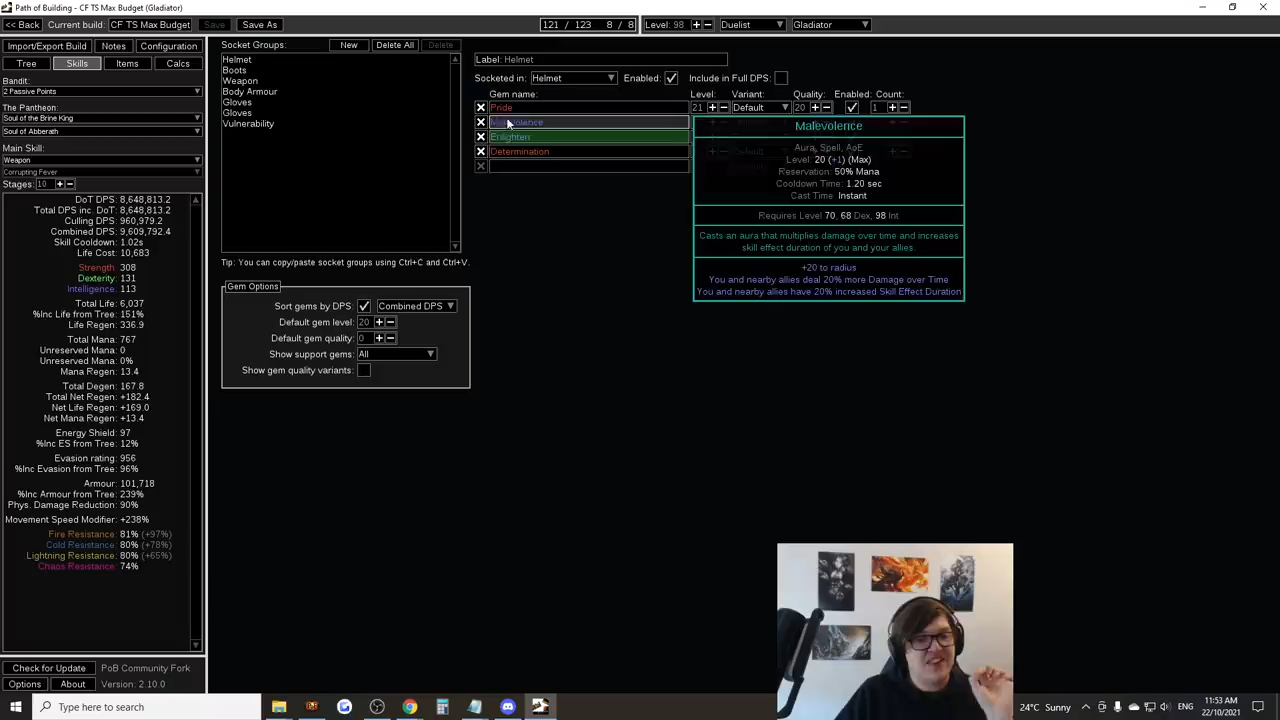 Path of Building - CF TS Max Budget (Gladiator)
<< Back Current build: CF TS Max Budget Save Save As 121 / 123 8 / 8 Level: 98 Duelist Gladiator
Import/Export Build Notes Configuration
Tree Skills Items Calcs
Bandit:
2 Passive Points
The Pantheon:
Soul of the Brine King
Soul of Abberath
Main Skill:
Weapon
Corrupting Fever
Stages: 10
DoT DPS: 8,648,813.2
Total DPS inc. DoT: 8,648,813.2
Culling DPS: 960,979.2
Combined DPS: 9,609,792.4
Skill Cooldown: 1.02s
Life Cost: 10,683
Strength: 308
Dexterity: 131
Intelligence: 113
Total Life: 6,037
%Inc Life from Tree: 151%
Life Regen: 336.9
Total Mana: 767
Unreserved Mana: 0
Unreserved Mana: 0%
Mana Regen: 13.4
Total Degen: 167.8
Total Net Regen: +182.4
Net Life Regen: +169.0
Net Mana Regen: +13.4
Energy Shield: 97
%Inc ES from Tree: 12%
Evasion rating: 956
%Inc Evasion from Tree: 96%
Armour: 101,718
%Inc Armour from Tree: 239%
Phys. Damage Reduction: 90%
Movement Speed Modifier: +238%
Fire Resistance: 81% (+97%)
Cold Resistance: 80% (+78%)
Lightning Resistance: 80% (+65%)
Chaos Resistance: 74%
Check for Update PoB Community Fork
Options About Version: 2.10.0
Socket Groups: New Delete All Delete
Helmet
Boots
Weapon
Body Armour
Gloves
Gloves
Vulnerability
Tip: You can copy/paste socket groups using Ctrl+C and Ctrl+V.
Gem Options
Sort gems by DPS: Combined DPS
Default gem level: 20
Default gem quality: 0
Show support gems: All
Show gem quality variants:
Label: Helmet
Socketed in: Helmet Enabled: Include in Full DPS:
Gem name: Level: Variant: Quality: Enabled: Count:
Pride 21 Default 20 1
Malevolence
Enlighten
Determination
Malevolence
Aura, Spell, AoE
Level: 20 (+1) (Max)
Reservation: 50% Mana
Cooldown Time: 1.20 sec
Cast Time: Instant
Requires Level 70, 68 Dex, 98 Int
Casts an aura that multiplies damage over time and increases
skill effect duration of you and your allies.
+20 to radius
You and nearby allies deal 20% more Damage over Time
You and nearby allies have 20% increased Skill Effect Duration
Type here to search
24°C Sunny ENG
11:53 AM
22/10/2021